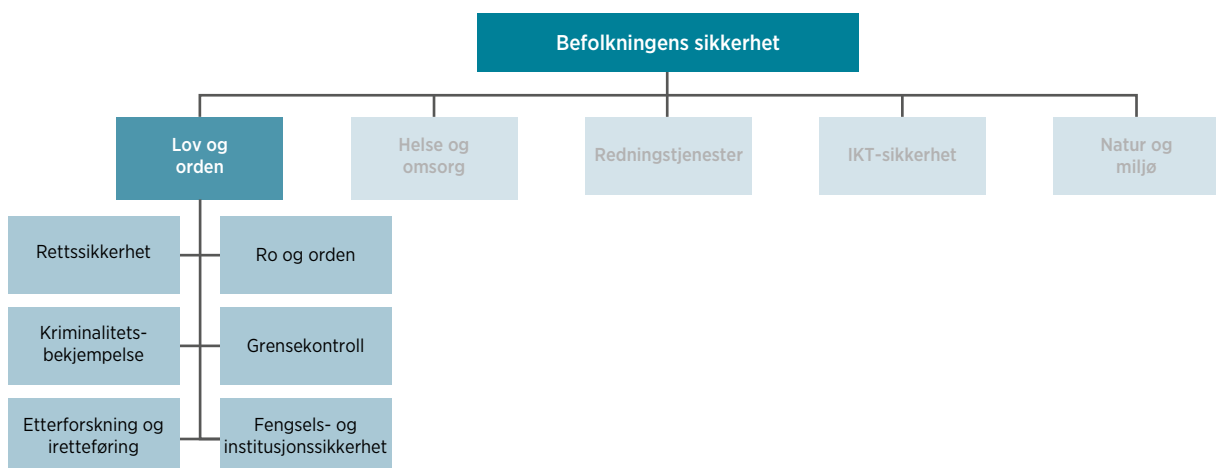 Befolkningens sikkerhet
Lov og
orden
Helse og
omsorg
Redningstjenester
IKT-sikkerhet
Natur og
miljø
Rettssikkerhet
Ro og orden
Kriminalitets-
bekjempelse
Grensekontroll
Etterforskning og
iretteføring
Fengsels- og
institusjonssikkerhet